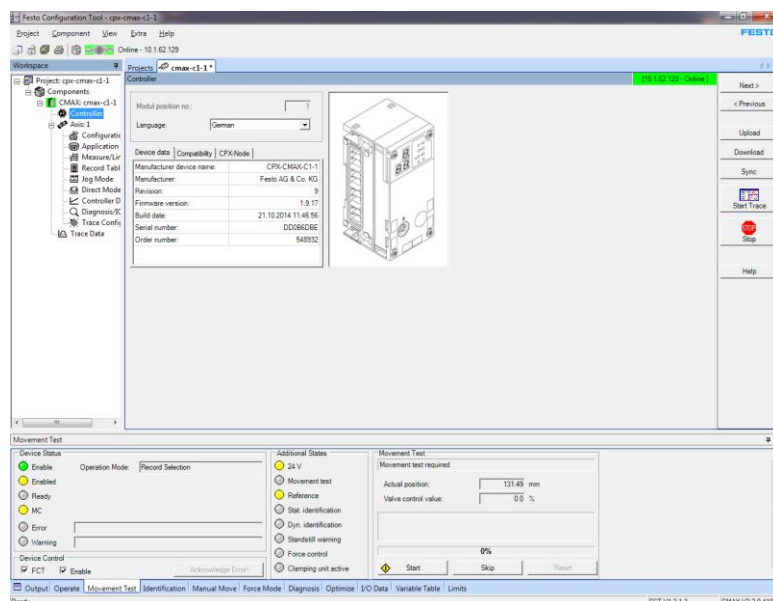 Festo Configuration Tool - cpx-cmax-c1-1
Project Component View Extra Help
FESTO
Online - 10.1.62.129
Workspace
Projects cmax-c1-1 *
Project: cpx-cmax-c1-1
Components
CMAX: cmax-c1-1
Controller
Axis: 1
Configuratic
Application
Measure/Lir
Record Tabl
Jog Mode
Direct Mode
Controller D
Diagnosis/IC
Trace Config
Trace Data
Controller
[10.1.62.129 - Online ]
Modul position no.: 1
Language: German
Device data Compatibility CPX-Node
Manufacturer device name: CPX-CMAX-C1-1
Manufacturer: Festo AG & Co. KG
Revision: 9
Firmware version: 1.9.17
Build date: 21.10.2014 11:46:56
Serial number: DD0B6DBE
Order number: 548932
Next >
< Previous
Upload
Download
Sync
Start Trace
STOP
Stop
Help
Movement Test
Device Status
Enable Operation Mode: Record Selection
Enabled
Ready
MC
Error
Warning
Device Control
FCT Enable Acknowledge Error!
Additional States
24 V
Movement test
Reference
Stat. identification
Dyn. identification
Standstill warning
Force control
Clamping unit active
Movement Test
Movement test required
Actual position: 131.49 mm
Valve control value: 0.0 %
0%
Start Skip Reset
Output Operate Movement Test Identification Manual Move Force Mode Diagnosis Optimize I/O Data Variable Table Limits